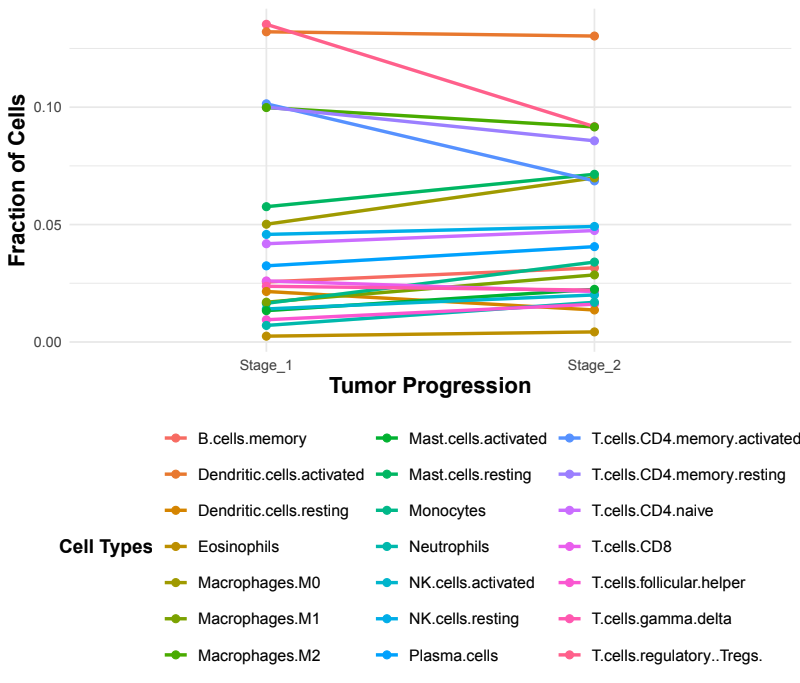 Fraction of Cells
0.10
0.05
0.00
Stage_1 Stage_2
Tumor Progression
Cell Types
B.cells.memory
Dendritic.cells.activated
Dendritic.cells.resting
Eosinophils
Macrophages.M0
Macrophages.M1
Macrophages.M2
Mast.cells.activated
Mast.cells.resting
Monocytes
Neutrophils
NK.cells.activated
NK.cells.resting
Plasma.cells
T.cells.CD4.memory.activated
T.cells.CD4.memory.resting
T.cells.CD4.naive
T.cells.CD8
T.cells.follicular.helper
T.cells.gamma.delta
T.cells.regulatory..Tregs.